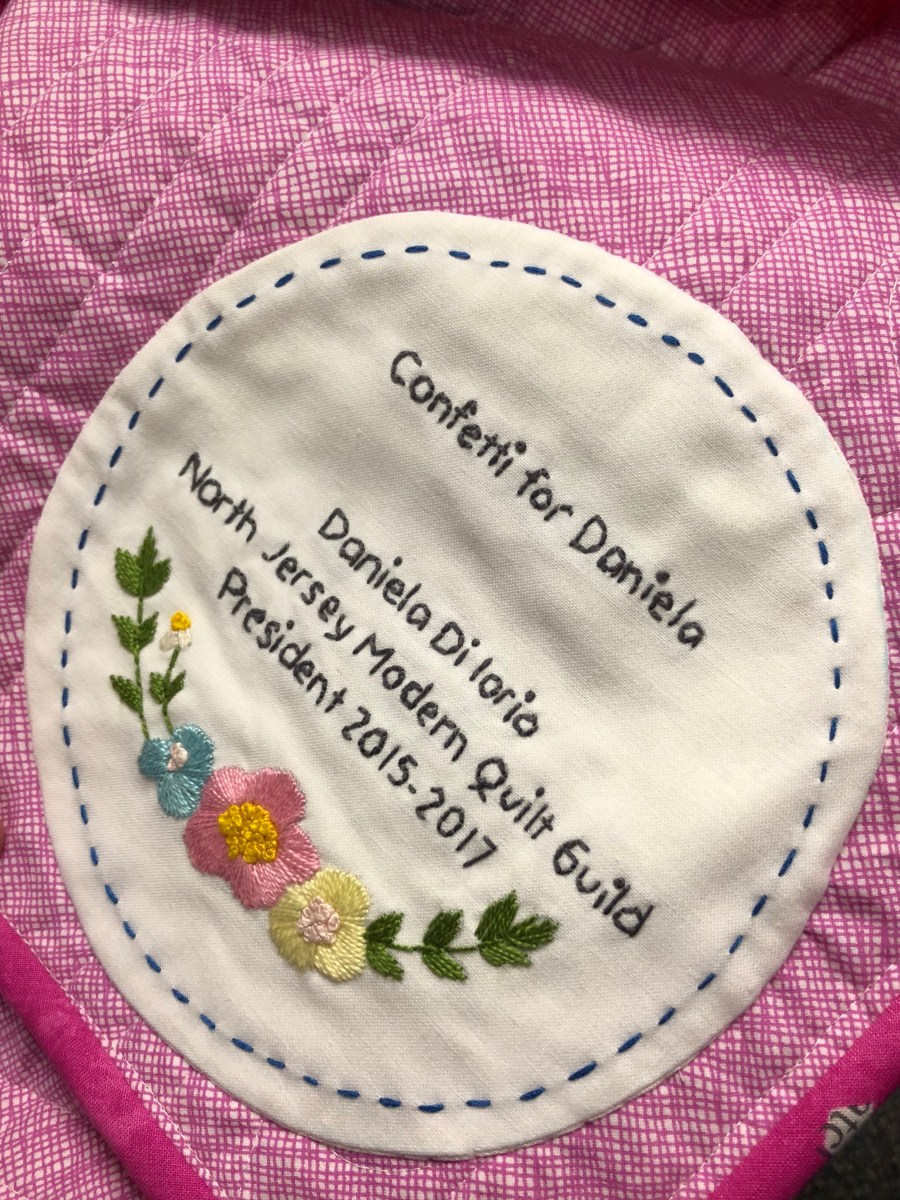 Confetti for Daniela
Daniela Di Iorio
North Jersey Modern Quilt Guild
President 2015-2017